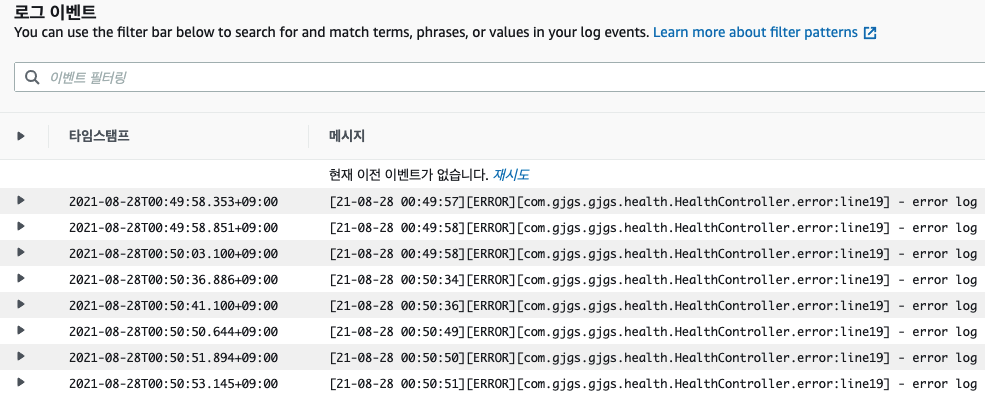 로그 이벤트
You can use the filter bar below to search for and match terms, phrases, or values in your log events. Learn more about filter patterns
이벤트 필터링
타임스탬프 메시지
현재 이전 이벤트가 없습니다. 재시도
2021-08-28T00:49:58.353+09:00 [21-08-28 00:49:57][ERROR][com.gjgs.gjgs.health.HealthController.error:line19] - error log
2021-08-28T00:49:58.851+09:00 [21-08-28 00:49:58][ERROR][com.gjgs.gjgs.health.HealthController.error:line19] - error log
2021-08-28T00:50:03.100+09:00 [21-08-28 00:49:58][ERROR][com.gjgs.gjgs.health.HealthController.error:line19] - error log
2021-08-28T00:50:36.886+09:00 [21-08-28 00:50:34][ERROR][com.gjgs.gjgs.health.HealthController.error:line19] - error log
2021-08-28T00:50:41.100+09:00 [21-08-28 00:50:36][ERROR][com.gjgs.gjgs.health.HealthController.error:line19] - error log
2021-08-28T00:50:50.644+09:00 [21-08-28 00:50:49][ERROR][com.gjgs.gjgs.health.HealthController.error:line19] - error log
2021-08-28T00:50:51.894+09:00 [21-08-28 00:50:50][ERROR][com.gjgs.gjgs.health.HealthController.error:line19] - error log
2021-08-28T00:50:53.145+09:00 [21-08-28 00:50:51][ERROR][com.gjgs.gjgs.health.HealthController.error:line19] - error log